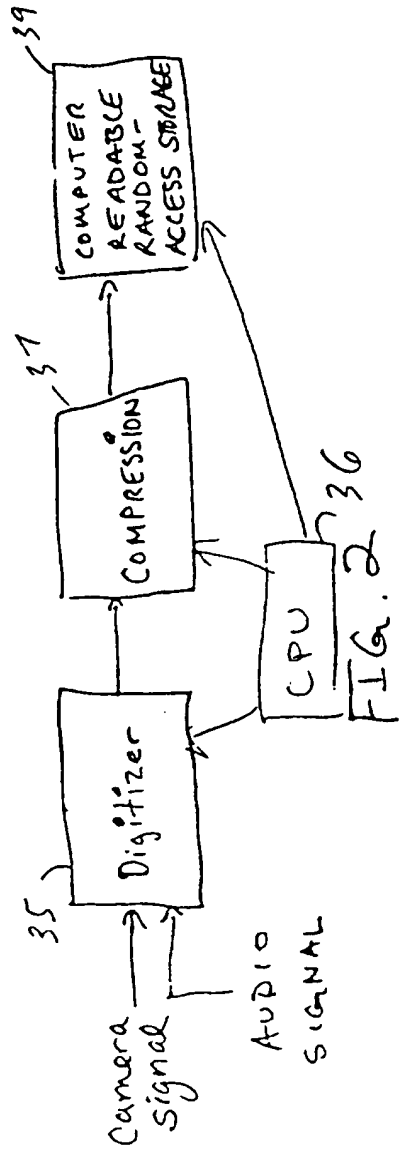 Camera
signal
AUDIO
SIGNAL
35
Digitizer
37
COMPRESSION
39
COMPUTER
READABLE
RANDOM-
ACCESS STORAGE
CPU
36
FIG. 2